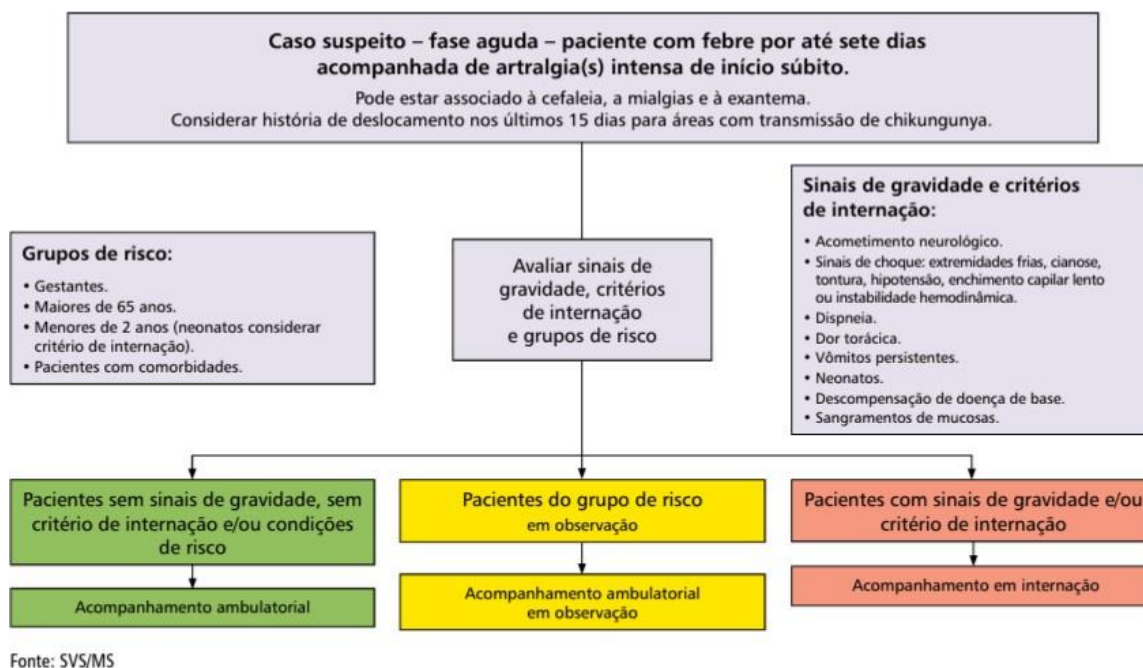 Caso suspeito – fase aguda – paciente com febre por até sete dias
acompanhada de artralgia(s) intensa de início súbito.
Pode estar associado à cefaleia, a mialgias e à exantema.
Considerar história de deslocamento nos últimos 15 dias para áreas com transmissão de chikungunya.
Grupos de risco:
• Gestantes.
• Maiores de 65 anos.
• Menores de 2 anos (neonatos considerar
critério de internação).
• Pacientes com comorbidades.
Avaliar sinais de
gravidade, critérios
de internação
e grupos de risco
Sinais de gravidade e critérios
de internação:
• Acometimento neurológico.
• Sinais de choque: extremidades frias, cianose,
tontura, hipotensão, enchimento capilar lento
ou instabilidade hemodinâmica.
• Dispneia.
• Dor torácica.
• Vômitos persistentes.
• Neonatos.
• Descompensação de doença de base.
• Sangramentos de mucosas.
Pacientes sem sinais de gravidade, sem
critério de internação e/ou condições
de risco
Acompanhamento ambulatorial
Pacientes do grupo de risco
em observação
Acompanhamento ambulatorial
em observação
Pacientes com sinais de gravidade e/ou
critério de internação
Acompanhamento em internação
Fonte: SVS/MS